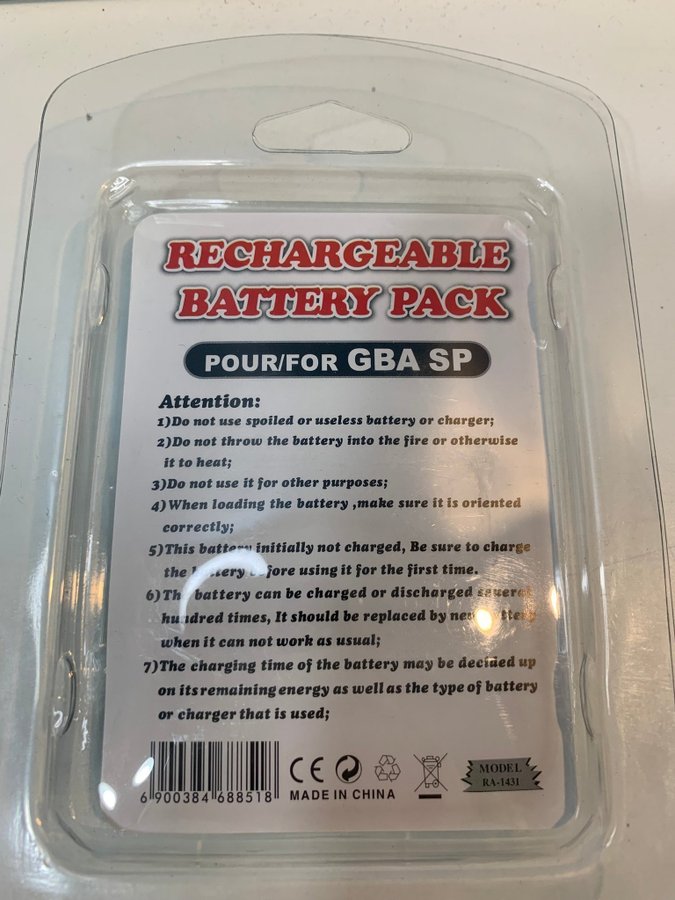 RECHARGEABLE
BATTERY PACK
POUR/FOR GBA SP
Attention:
1)Do not use spoiled or useless battery or charger;
2)Do not throw the battery into the fire or otherwise
it to heat;
3)Do not use it for other purposes;
4)When loading the battery ,make sure it is oriented
correctly;
5)This battery initially not charged, Be sure to charge
the battery before using it for the first time.
6)The battery can be charged or discharged several
hundred times, It should be replaced by new battery
when it can not work as usual;
7)The charging time of the battery may be decided up
on its remaining energy as well as the type of battery
or charger that is used;
6 900384 688518
CE
MADE IN CHINA
MODEL
RA-1431